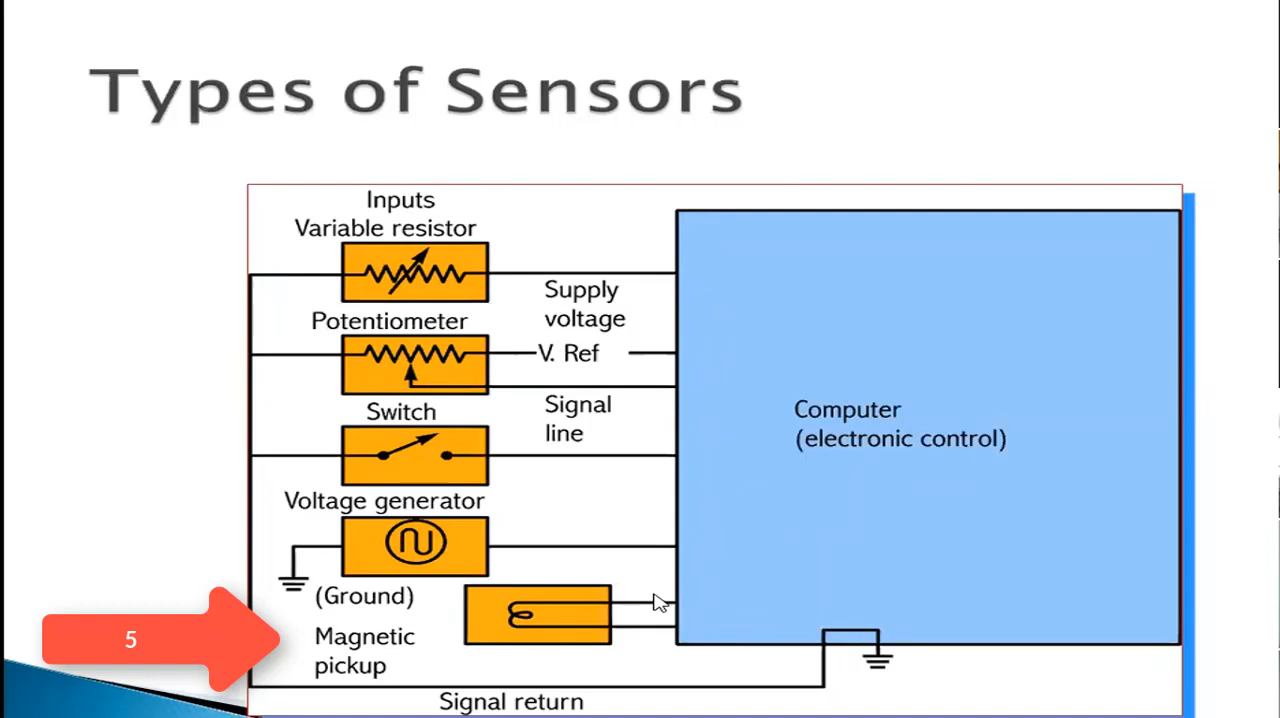 Types of Sensors
Inputs
Variable resistor
Supply
voltage
Potentiometer
V. Ref
Switch
Signal
line
Computer
(electronic control)
Voltage generator
(Ground)
5
Magnetic
pickup
Signal return